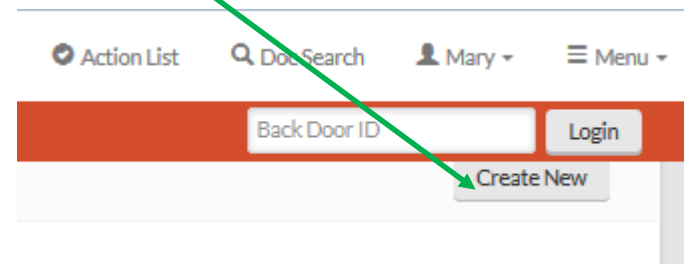 Action List Doc Search Mary Menu
Back Door ID Login
Create New